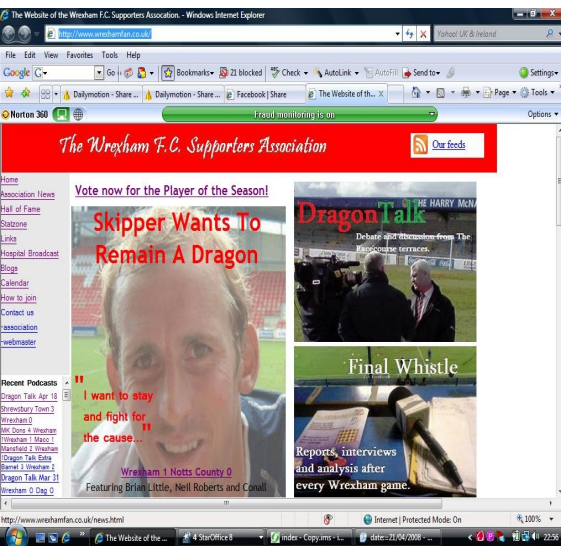 The Website of the Wrexham F.C. Supporters Assocation. - Windows Internet Explorer
http://www.wrexhamfan.co.uk/
Yahoo! UK & Ireland
File Edit View Favorites Tools Help
Google G Go Bookmarks 21 blocked Check AutoLink AutoFill Send to Settings
Dailymotion - Share ... Dailymotion - Share ... Facebook | Share The Website of th... X Page Tools
Norton 360 Fraud monitoring is on Options
The Wrexham F.C. Supporters Association
Our feeds
Home
Association News
Hall of Fame
Statzone
Links
Hospital Broadcast
Blogs
Calendar
How to join
Contact us
-association
-webmaster
Recent Podcasts
Dragon Talk Apr 18
Shrewsbury Town 3
Wrexham 0
MK Dons 4 Wrexham
1Wrexham 1 Maco 1
Mansfield 2 Wrexham
1Dragon Talk Extra
Barnet 3 Wrexham 2
Dragon Talk Mar 31
Wrexham 0 Dag 0
Vote now for the Player of the Season!
Skipper Wants To
Remain A Dragon
"I want to stay
and fight for
the cause..."
Wrexham 1 Notts County 0
Featuring Brian Little, Neil Roberts and Conall
THE HARRY McNA
DragonTalk
Debate and discussion from The
Racecourse terraces.
Final Whistle
Reports, interviews
and analysis after
every Wrexham game.
http://www.wrexhamfan.co.uk/news.html
Internet | Protected Mode: On
100%
The Website of the ... 4 StarOffice 8 index - Copy.ims - i... date::21/04/2008 - ... 22:56